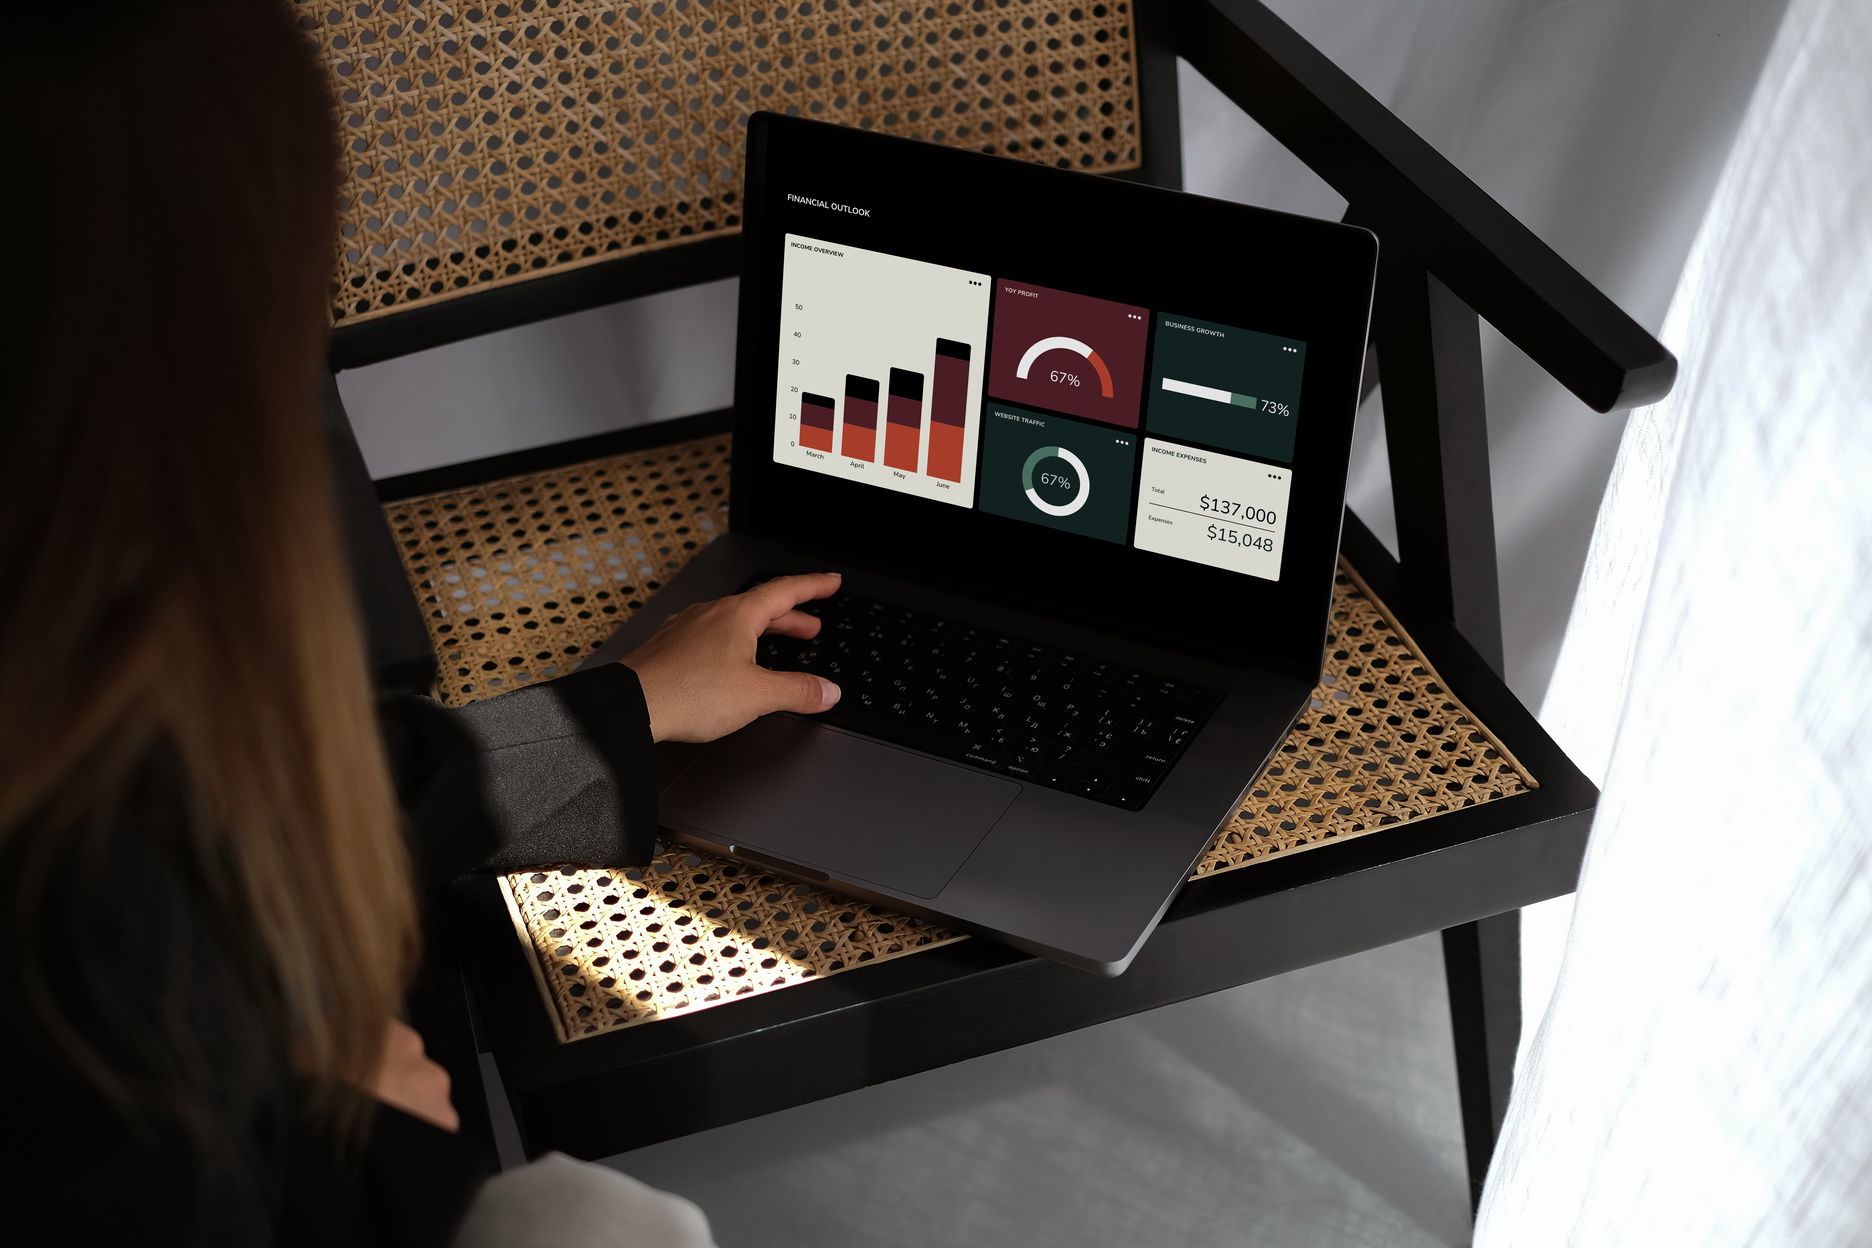 FINANCIAL OUTLOOK
INCOME OVERVIEW
50
40
30
20
10
0
March
April
May
June
YOY PROFIT
67%
BUSINESS GROWTH
73%
WEBSITE TRAFFIC
67%
INCOME EXPENSES
Total
$137,000
Expenses
$15,048
delete
return
shift
command
option